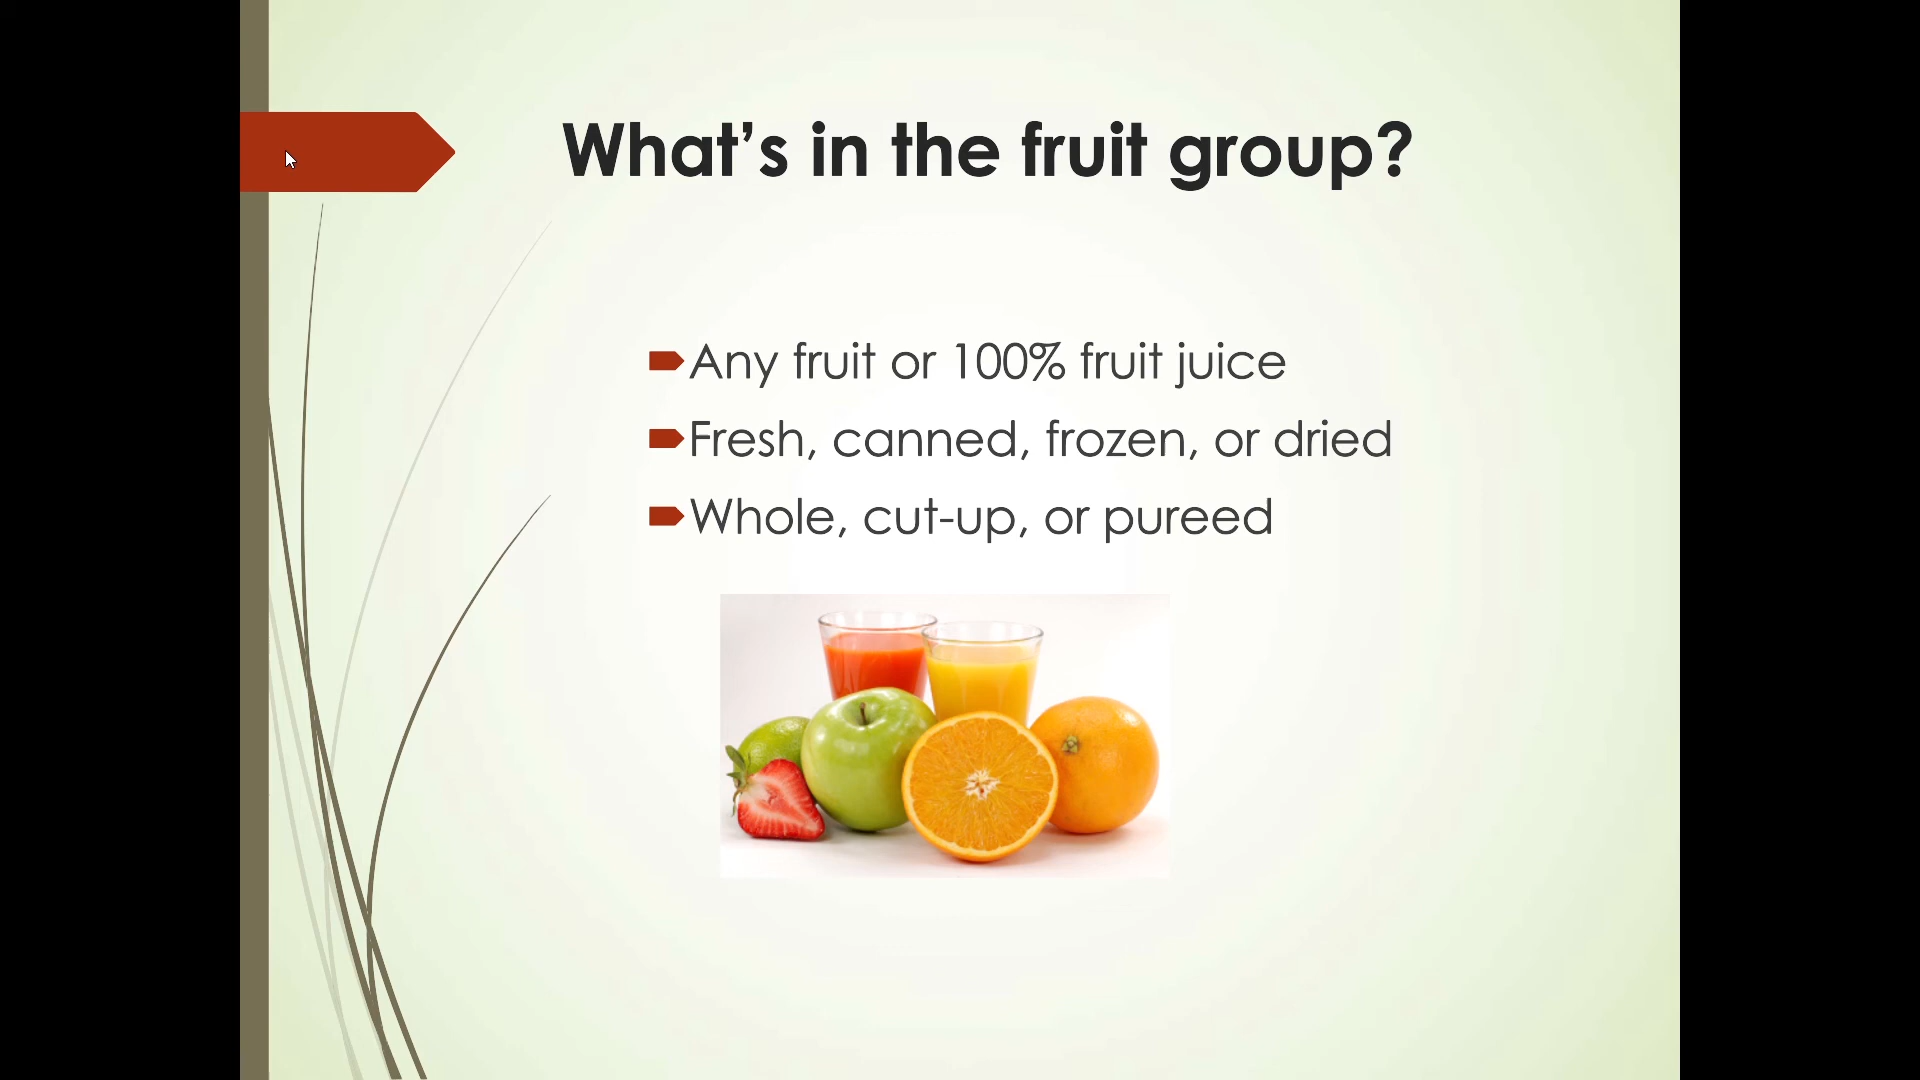 What’s in the fruit group?
Any fruit or 100% fruit juice
Fresh, canned, frozen, or dried
Whole, cut-up, or pureed